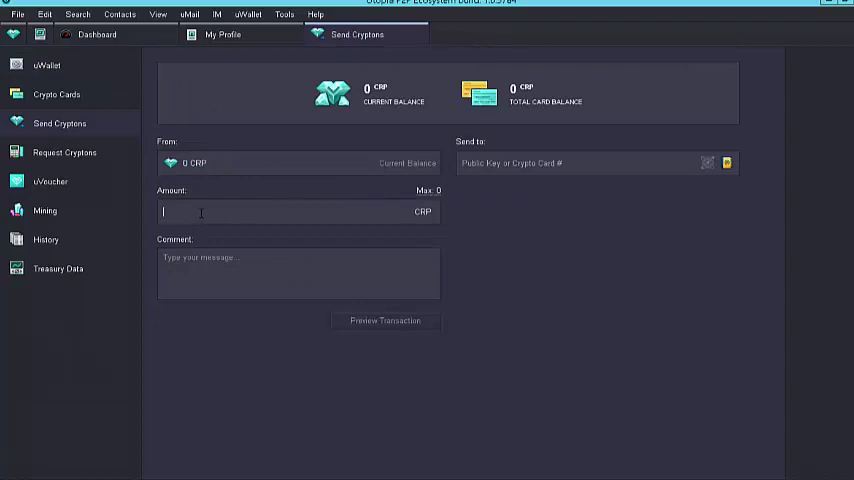 Utopia P2P Ecosystem Build: 1.0.5784
File Edit Search Contacts View uMail IM uWallet Tools Help
Dashboard My Profile Send Cryptons
uWallet
Crypto Cards
Send Cryptons
Request Cryptons
uVoucher
Mining
History
Treasury Data
0 CRP
CURRENT BALANCE
0 CRP
TOTAL CARD BALANCE
From:
0 CRP Current Balance
Send to:
Public Key or Crypto Card #
Amount: Max: 0
CRP
Comment:
Type your message...
Preview Transaction